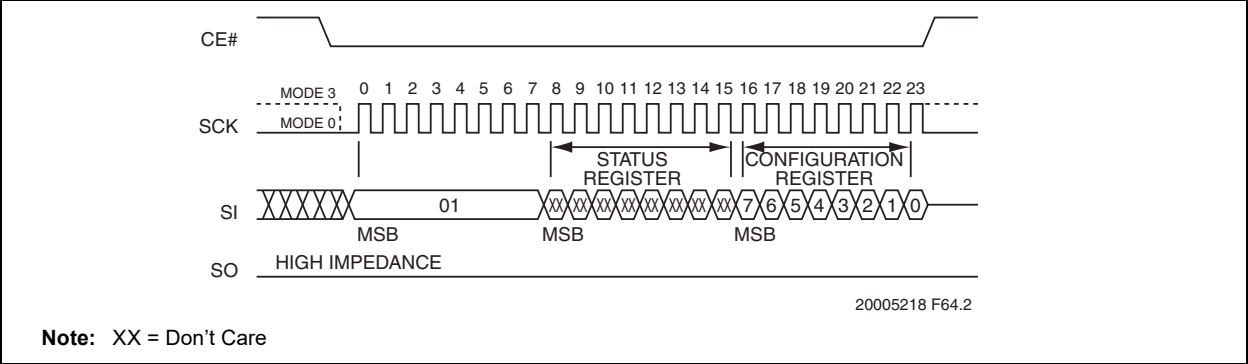 CE#
MODE 3 0 1 2 3 4 5 6 7 8 9 10 11 12 13 14 15 16 17 18 19 20 21 22 23
SCK MODE 0
STATUS REGISTER
CONFIGURATION REGISTER
SI 01 XX XX XX XX XX XX XX XX 7 6 5 4 3 2 1 0
MSB MSB MSB
SO HIGH IMPEDANCE
20005218 F64.2
Note: XX = Don't Care